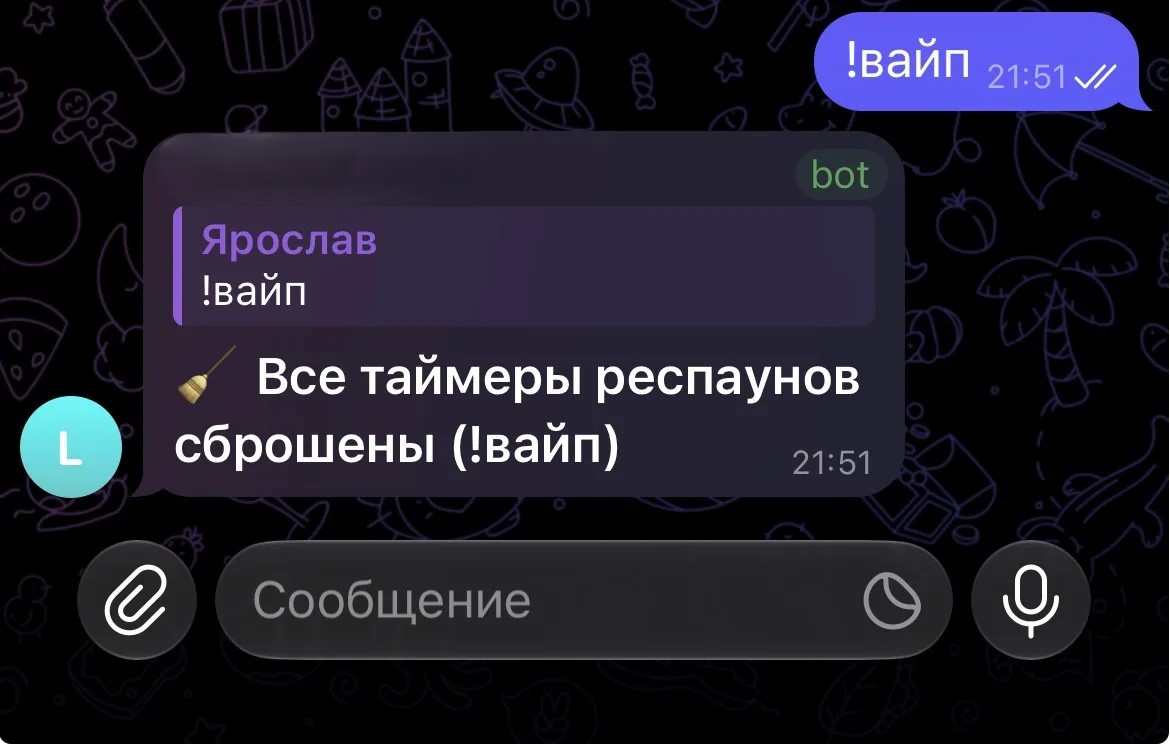 !вайп 21:51
bot
Ярослав
!вайп
🧹 Все таймеры респаунов
сброшены (!вайп)
21:51
L
Сообщение